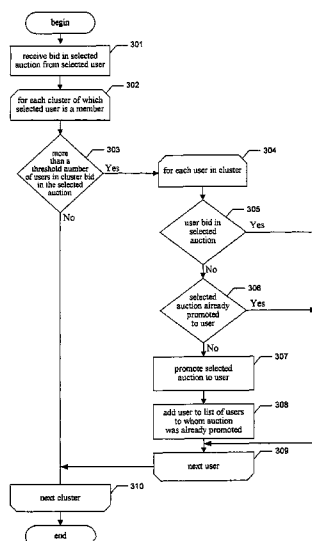 begin
301
receive bid in selected
auction from selected user
302
for each cluster of which
selected user is a member
303
more
than a
threshold number
of users in cluster bid
in the selected
auction
Yes
No
304
for each user in cluster
305
user bid in
selected
auction
Yes
No
306
selected
auction already
promoted
to user
Yes
No
307
promote selected
auction to user
308
add user to list of users
to whom auction
was already promoted
309
next user
310
next cluster
end